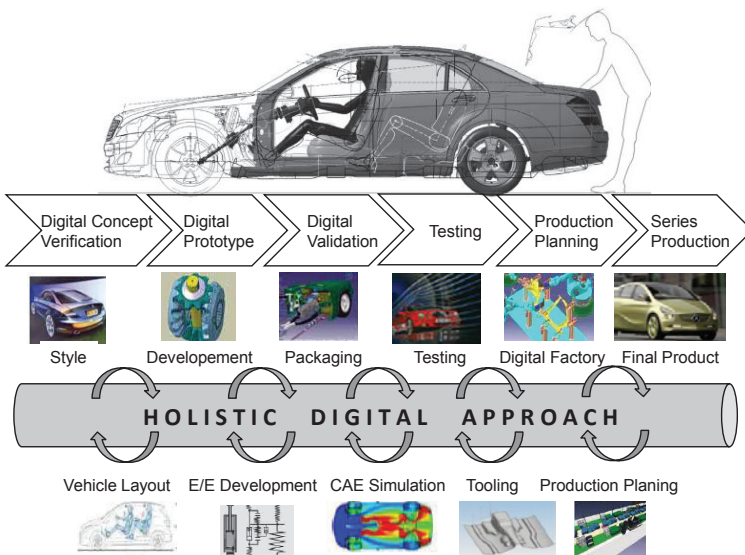 Digital Concept
Verification
Digital
Prototype
Digital
Validation
Testing
Production
Planning
Series
Production
Style
Developement
Packaging
Testing
Digital Factory
Final Product
HOLISTIC DIGITAL APPROACH
Vehicle Layout
E/E Development
CAE Simulation
Tooling
Production Planing